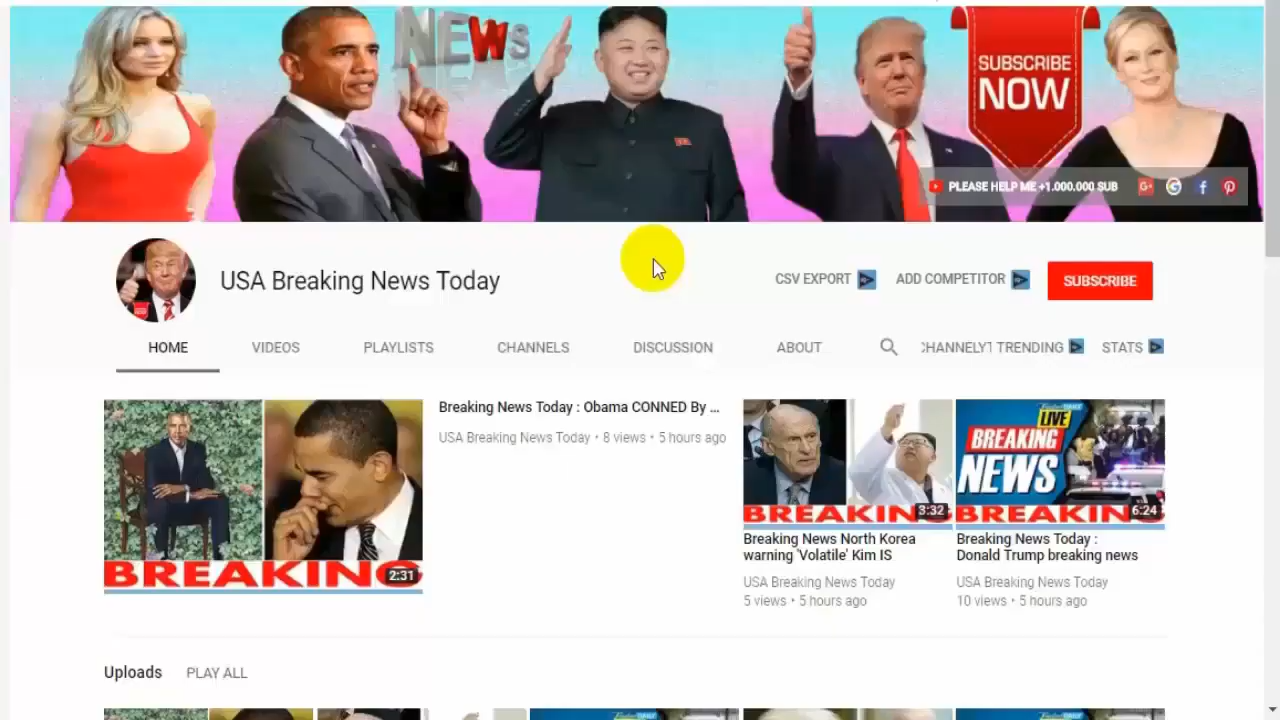 NEWS
SUBSCRIBE
NOW
PLEASE HELP ME +1.000.000 SUB
USA Breaking News Today
CSV EXPORT
ADD COMPETITOR
SUBSCRIBE
HOME
VIDEOS
PLAYLISTS
CHANNELS
DISCUSSION
ABOUT
TRENDING
STATS
BREAKING
2:31
Breaking News Today : Obama CONNED By ...
USA Breaking News Today • 8 views • 5 hours ago
BREAKIN
3:32
Breaking News North Korea
warning 'Volatile' Kim IS
USA Breaking News Today
5 views • 5 hours ago
LIVE
BREAKING
NEWS
BREAKIN
6:24
Breaking News Today :
Donald Trump breaking news
USA Breaking News Today
10 views • 5 hours ago
Uploads
PLAY ALL